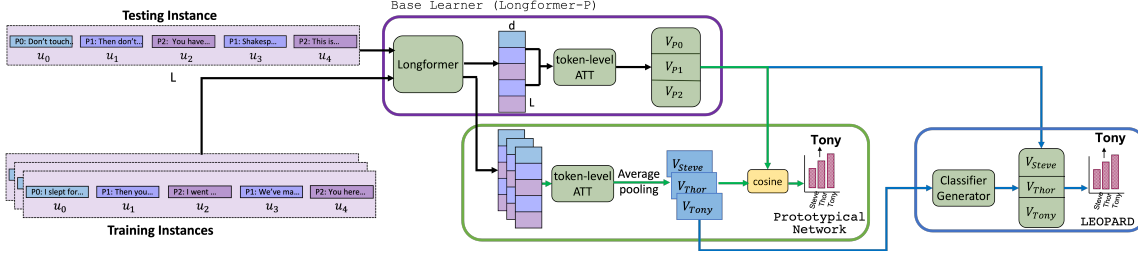 Base Learner (Longformer-P)
Testing Instance
P0: Don't touch. P1: Then don't... P2: You have... P1: Shakesp... P2: This is...
u0 u1 u2 u3 u4
L
Longformer
d
L
token-level
ATT
VP0
VP1
VP2
P0: I slept for... P1: Then you... P2: I went ... P1: We've ma... P2: You here...
u0 u1 u2 u3 u4
Training Instances
token-level
ATT
Average
pooling
VSteve
VThor
VTony
cosine
Tony
Steve
Thor
Tony
Prototypical
Network
Classifier
Generator
VSteve
VThor
VTony
Tony
Steve
Thor
Tony
LEOPARD